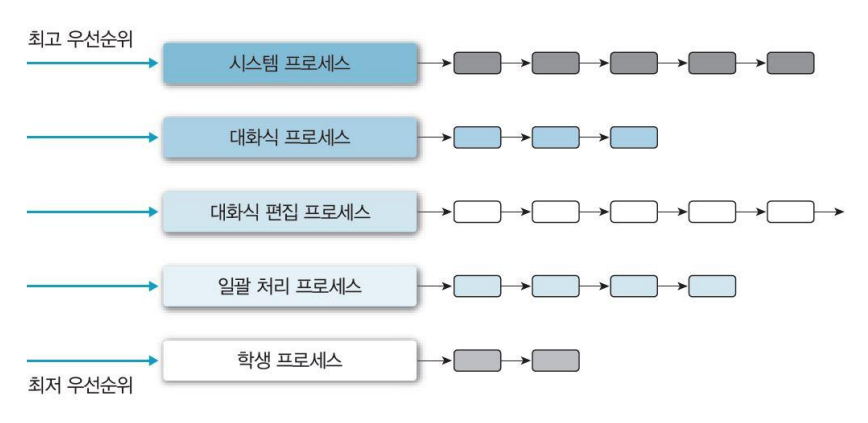 최고 우선순위
시스템 프로세스
대화식 프로세스
대화식 편집 프로세스
일괄 처리 프로세스
학생 프로세스
최저 우선순위